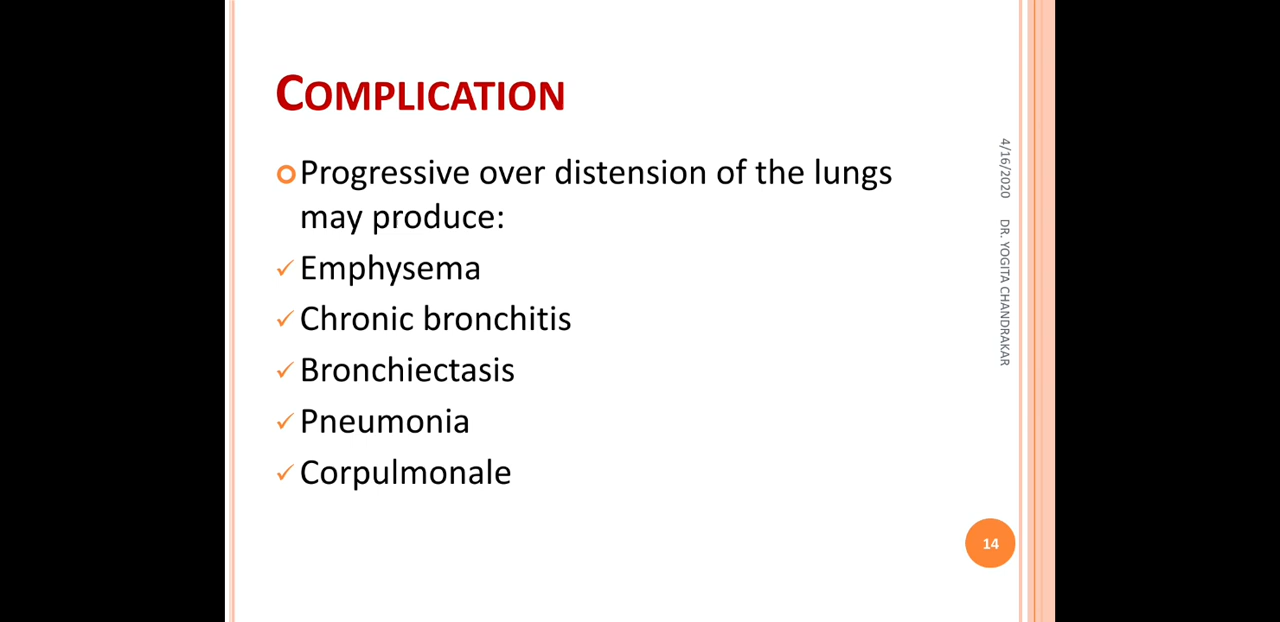 COMPLICATION
Progressive over distension of the lungs
may produce:
Emphysema
Chronic bronchitis
Bronchiectasis
Pneumonia
Corpulmonale
4/16/2020 DR. YOGITA CHANDRAKAR
14